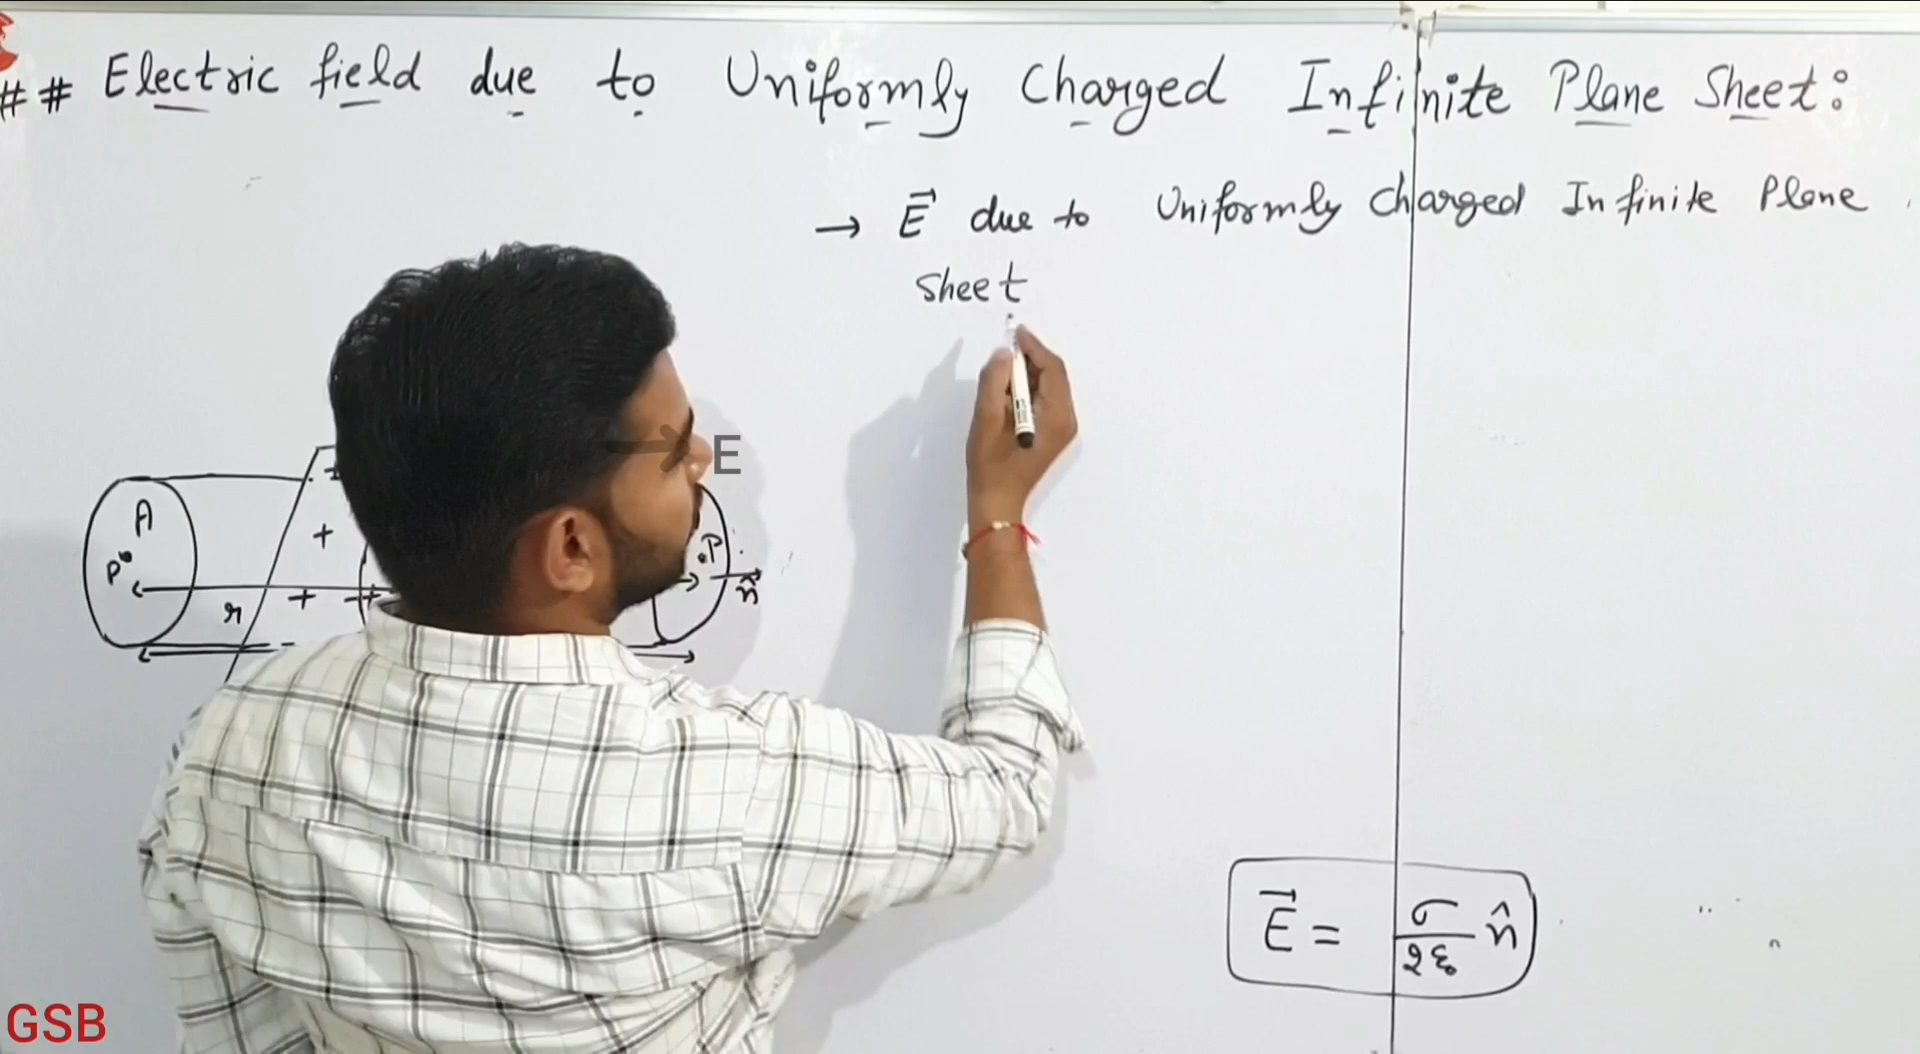 ## Electric field due to Uniformly Charged Infinite Plane Sheet:
→ E⃗ due to Uniformly Charged Infinite Plane
Sheet
E
A
P
r
+
+ +
.P
n̂
E⃗ = σ/2ε₀ n̂
GSB